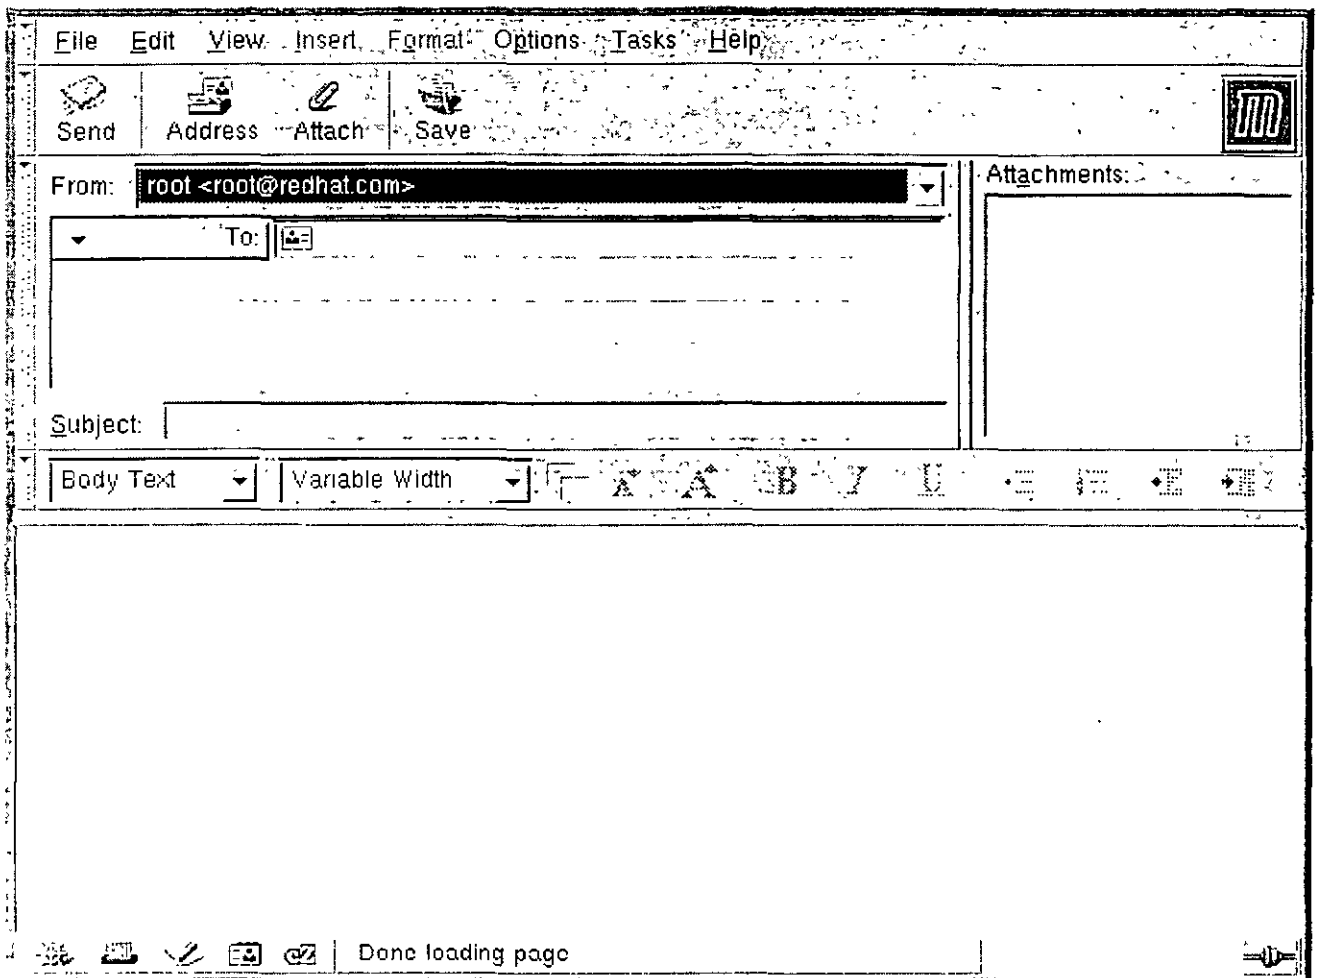 File Edit View Insert Format Options Tasks Help
Send Address Attach Save
From: root <root@redhat.com>
Attachments:
To:
Subject:
Body Text Variable Width A A B I U
Done loading page